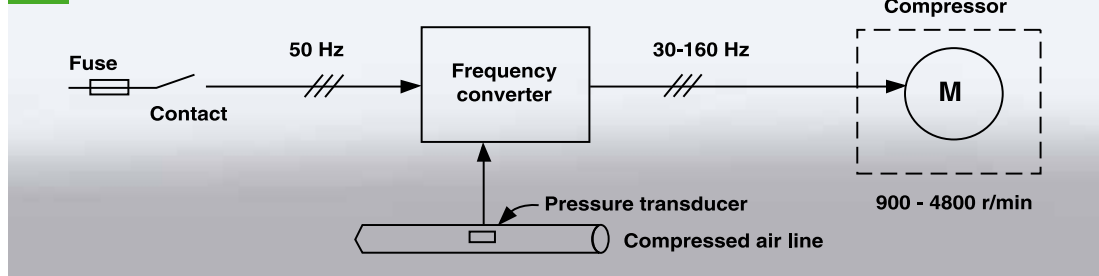 Compressor
Fuse
50 Hz
30-160 Hz
Frequency
converter
M
Contact
Pressure transducer
900 - 4800 r/min
Compressed air line